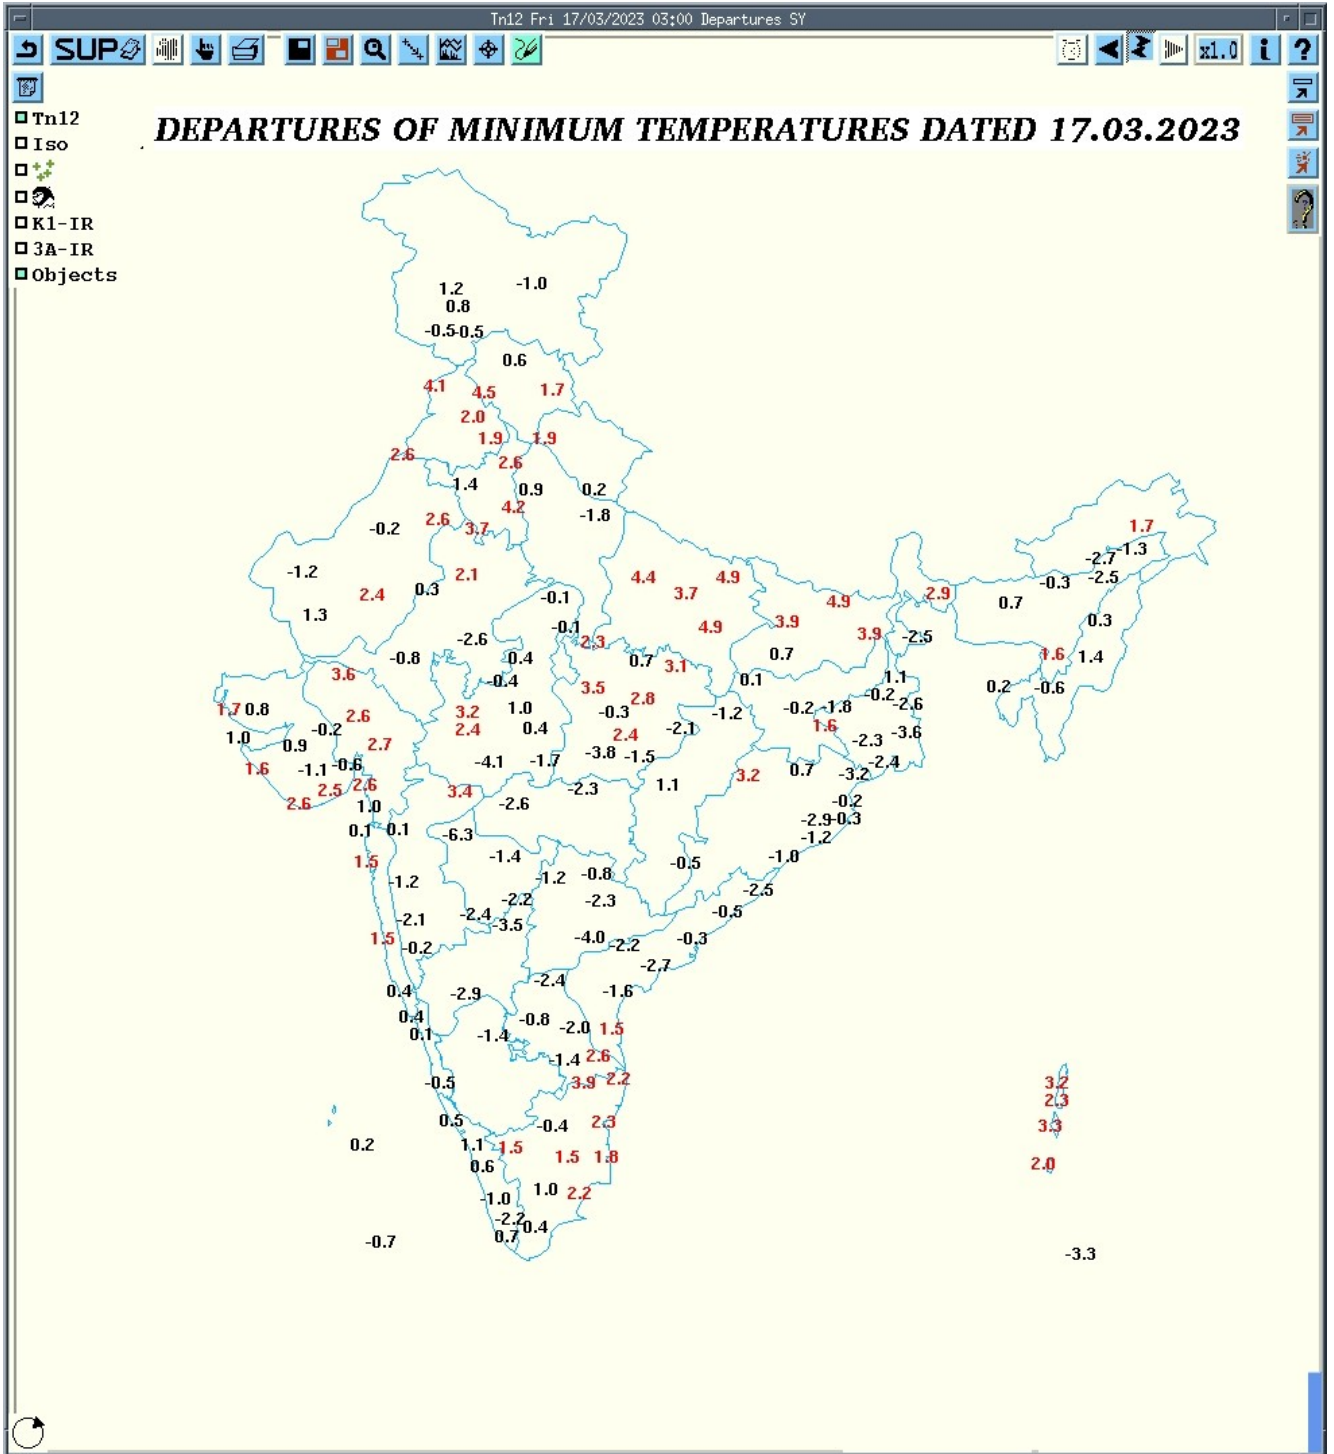 Tn12 Fri 17/03/2023 03:00 Departures SY
SUP x1.0 i ?
Tn12
DEPARTURES OF MINIMUM TEMPERATURES DATED 17.03.2023
Iso
K1-IR
3A-IR
Objects
1.2 -1.0
0.8
-0.5 -0.5
0.6
4.1 4.5 1.7
2.0
1.9 1.9
2.6 2.6
1.4 0.9 0.2
4.2
-0.2 2.6 3.7 -1.8
1.7
-2.7 -1.3
-1.2 2.1 4.4 4.9 -0.3 -2.5
2.4 0.3 -0.1 3.7 4.9 2.9 0.7
1.3 -0.1 4.9 3.9 3.9 -2.5 0.3
-2.6 2.3
-0.8 0.4 0.7 3.1 0.7 1.6 1.4
3.6 -0.4 3.5 2.8 0.1 1.1 0.2 -0.6
1.7 0.8 2.6 3.2 1.0 -0.3 -1.2 -0.2 -1.8 -0.2 -2.6
1.0 -0.2 2.4 0.4 2.4 -2.1 1.6 -3.6
0.9 2.7 -2.3
1.6 -1.1 -0.6 -4.1 -1.7 -3.8 -1.5 3.2 0.7 -3.2 -2.4
2.6 2.5 2.6 3.4 -2.3 1.1
1.0 -2.6 -0.2
0.1 0.1 -6.3 -2.9 -0.3
-1.2
1.5 -1.4 -0.5 -1.0
-1.2 -1.2 -0.8
-2.2 -2.3 -2.5
-2.1 -2.4 -3.5 -0.5
1.5 -0.2 -4.0 -2.2 -0.3
-2.7
0.4 -2.9 -2.4 -1.6
0.4 -0.8 -2.0 1.5
0.1 -1.4
-1.4 2.6
-0.5 3.9 2.2 3.2
2.3
0.5 -0.4 2.3 3.3
0.2 1.1 1.5
0.6 1.5 1.8 2.0
-1.0 1.0 2.2
-2.2 0.4
-0.7 0.7
-3.3